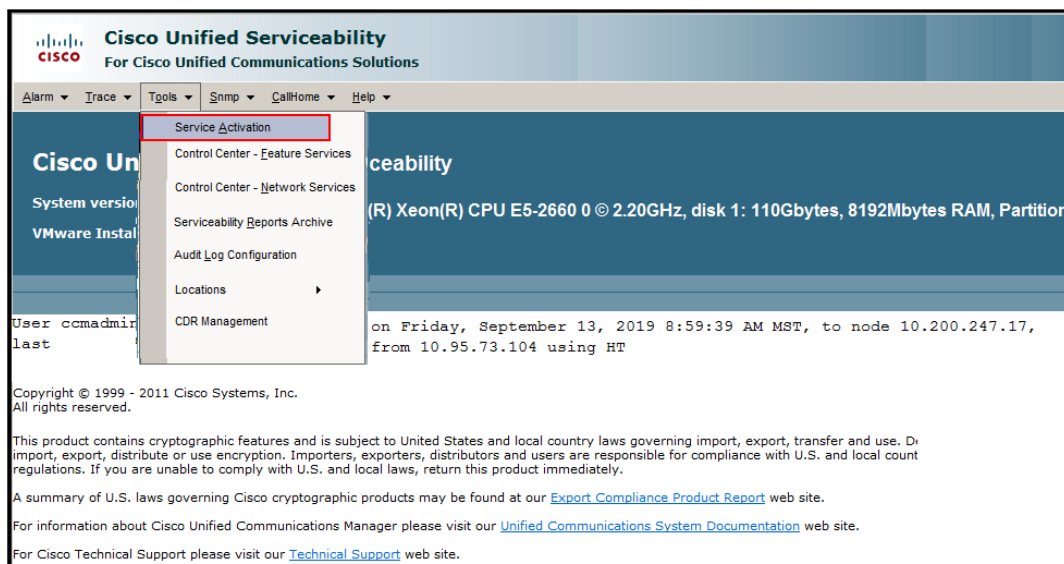 CISCO
Cisco Unified Serviceability
For Cisco Unified Communications Solutions
Alarm Trace Tools Snmp CallHome Help
Service Activation
Control Center - Feature Services
Control Center - Network Services
Serviceability Reports Archive
Audit Log Configuration
Locations
CDR Management
Cisco Un ceability
System versio (R) Xeon(R) CPU E5-2660 0 © 2.20GHz, disk 1: 110Gbytes, 8192Mbytes RAM, Partition
VMware Instal
User ccmadmin on Friday, September 13, 2019 8:59:39 AM MST, to node 10.200.247.17,
last from 10.95.73.104 using HT
Copyright © 1999 - 2011 Cisco Systems, Inc.
All rights reserved.
This product contains cryptographic features and is subject to United States and local country laws governing import, export, transfer and use. D
import, export, distribute or use encryption. Importers, exporters, distributors and users are responsible for compliance with U.S. and local count
regulations. If you are unable to comply with U.S. and local laws, return this product immediately.
A summary of U.S. laws governing Cisco cryptographic products may be found at our Export Compliance Product Report web site.
For information about Cisco Unified Communications Manager please visit our Unified Communications System Documentation web site.
For Cisco Technical Support please visit our Technical Support web site.